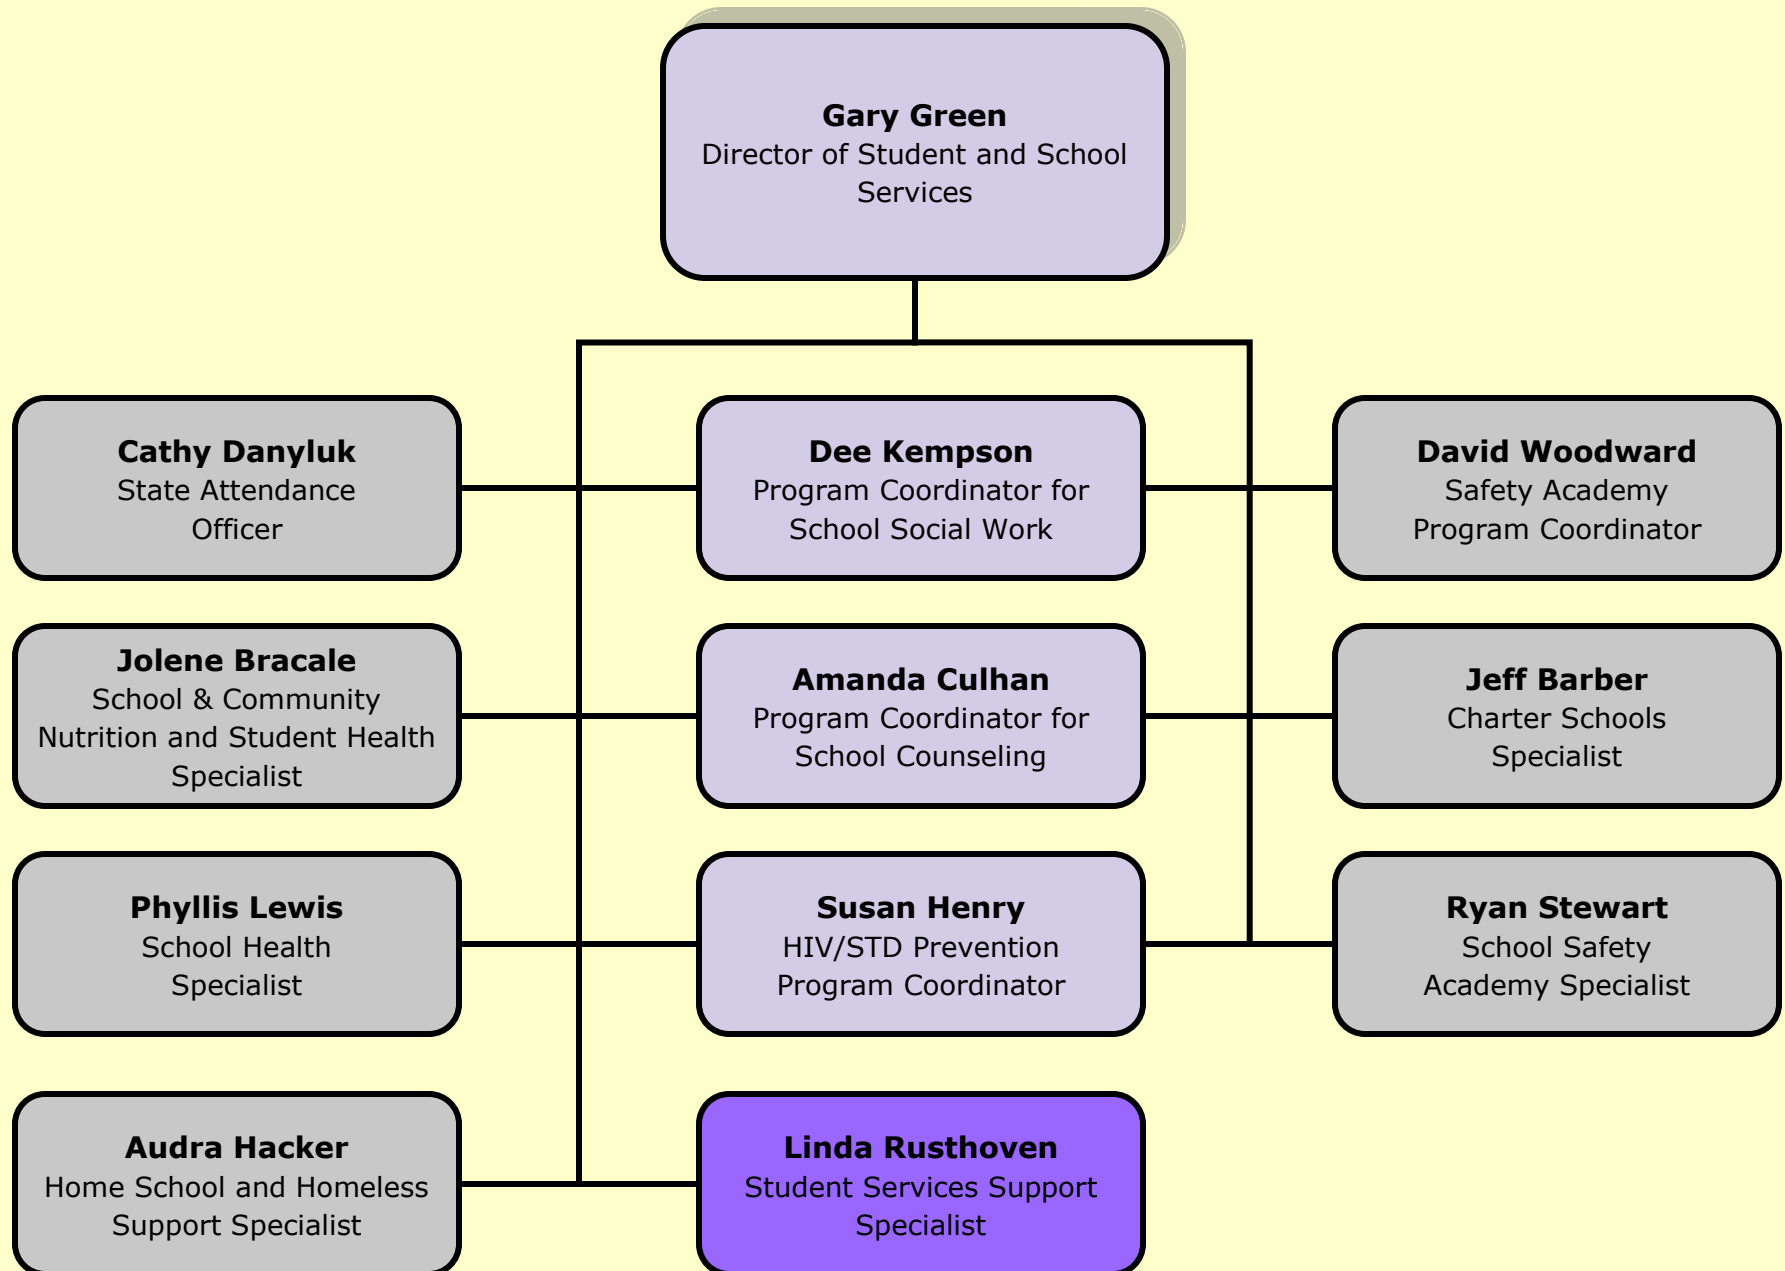 Gary Green
Director of Student and School
Services
Cathy Danyluk
State Attendance
Officer
Dee Kempson
Program Coordinator for
School Social Work
David Woodward
Safety Academy
Program Coordinator
Jolene Bracale
School & Community
Nutrition and Student Health
Specialist
Amanda Culhan
Program Coordinator for
School Counseling
Jeff Barber
Charter Schools
Specialist
Phyllis Lewis
School Health
Specialist
Susan Henry
HIV/STD Prevention
Program Coordinator
Ryan Stewart
School Safety
Academy Specialist
Audra Hacker
Home School and Homeless
Support Specialist
Linda Rusthoven
Student Services Support
Specialist